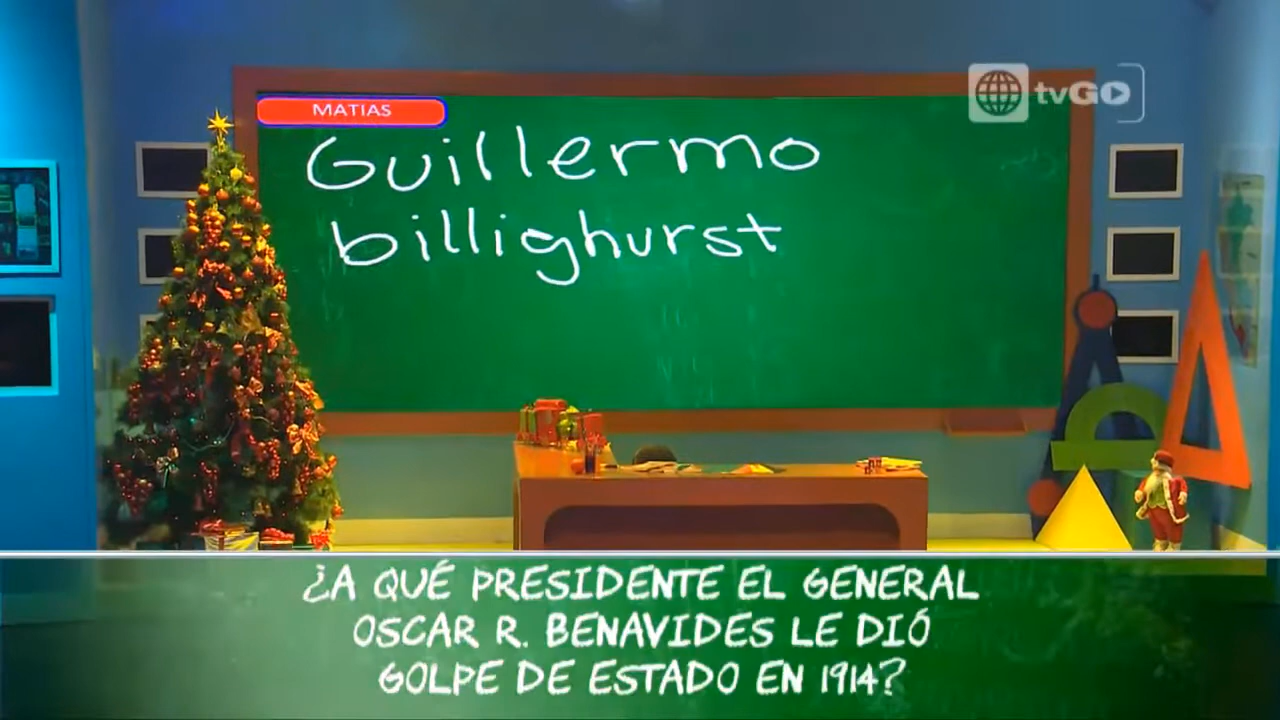 tvGO
MATIAS
Guillermo
billighurst
¿A QUÉ PRESIDENTE EL GENERAL
OSCAR R. BENAVIDES LE DIÓ
GOLPE DE ESTADO EN 1914?